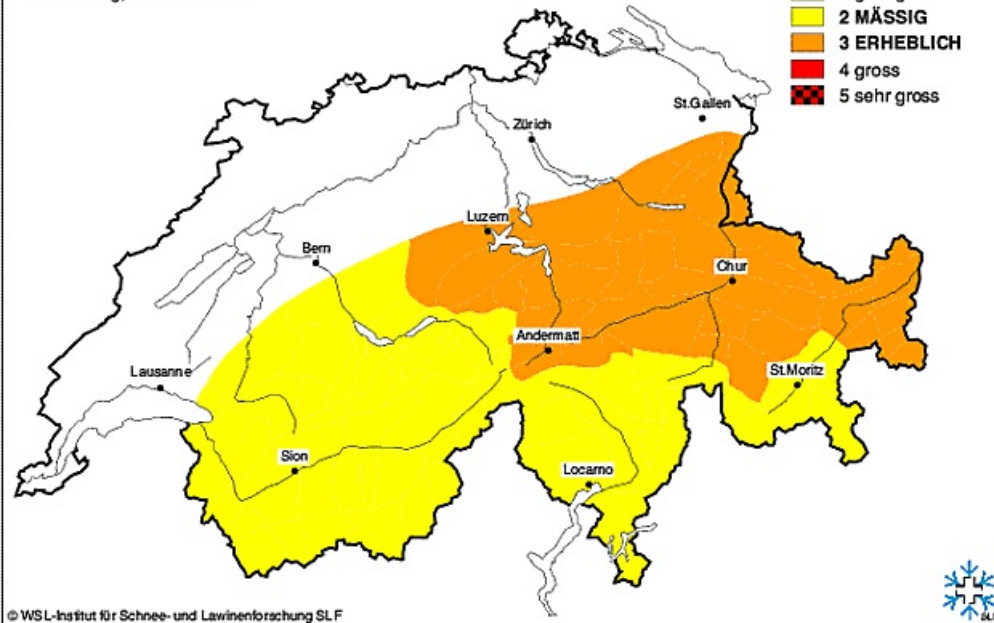 2 MÄSSIG
3 ERHEBLICH
4 gross
5 sehr gross
St.Gallen
Zürich
Luzern
Bern
Chur
Andermatt
Lausanne
St.Moritz
Sion
Locarno
© WSL-Institut für Schnee- und Lawinenforschung SLF
SLF